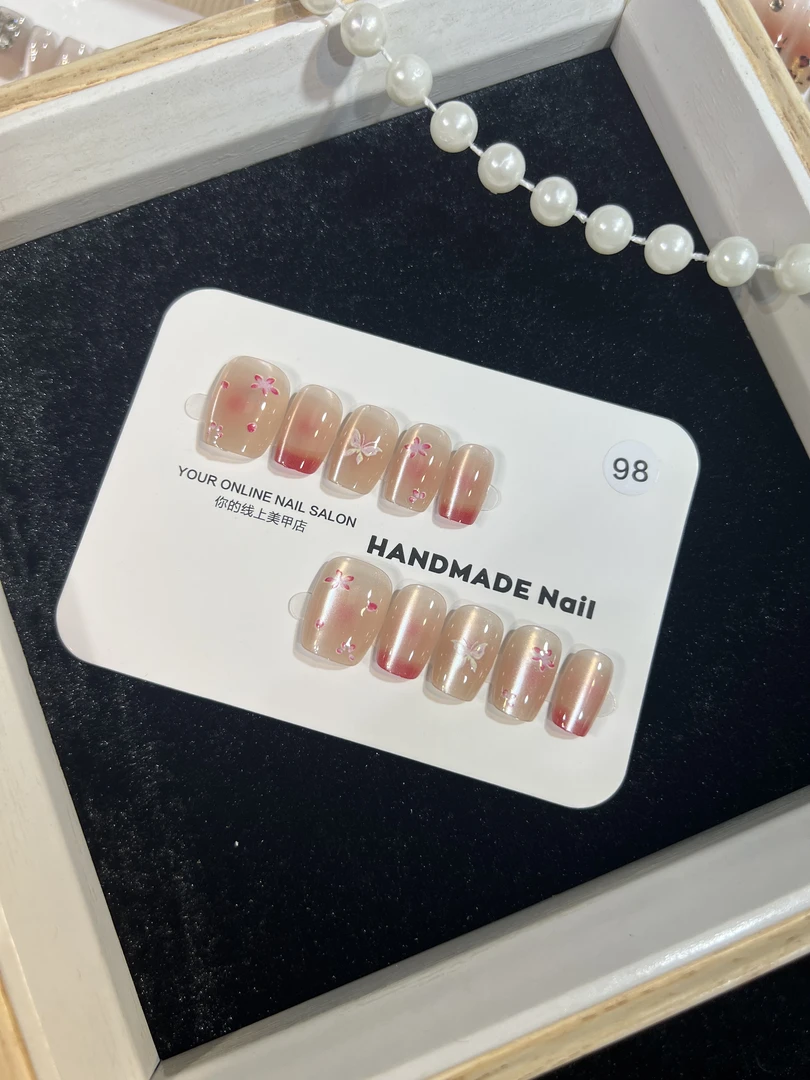 98
YOUR ONLINE NAIL SALON
你的线上美甲店
HANDMADE Nail